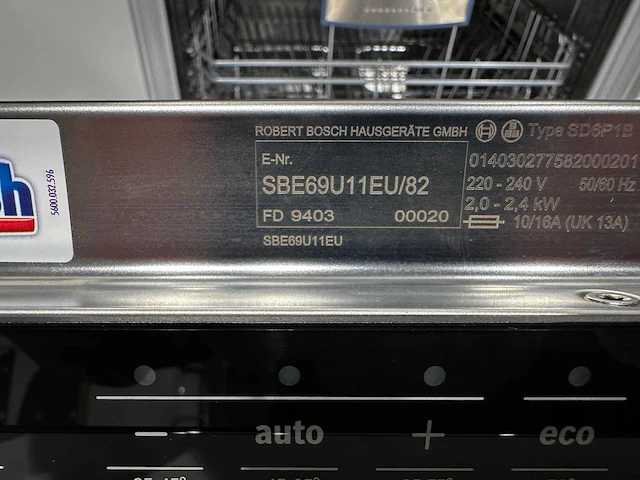 ROBERT BOSCH HAUSGERÄTE GMBH Type SD6P1B
E-Nr. 014030277582000201
SBE69U11EU/82 220 - 240 V 50/60 Hz
2,0 - 2,4 kW
FD 9403 00020 10/16A (UK 13A)
SBE69U11EU
5600.032.596
auto + eco